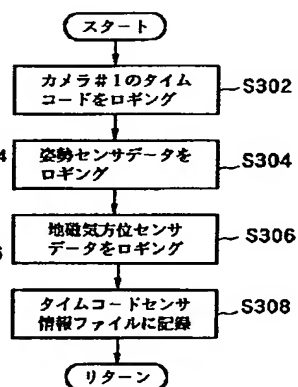 スタート
カメラ#1のタイム
コードをロギング
S302
4
姿勢センサデータを
ロギング
S304
地磁気方位センサ
データをロギング
S306
タイムコードセンサ
情報ファイルに記録
S308
リターン